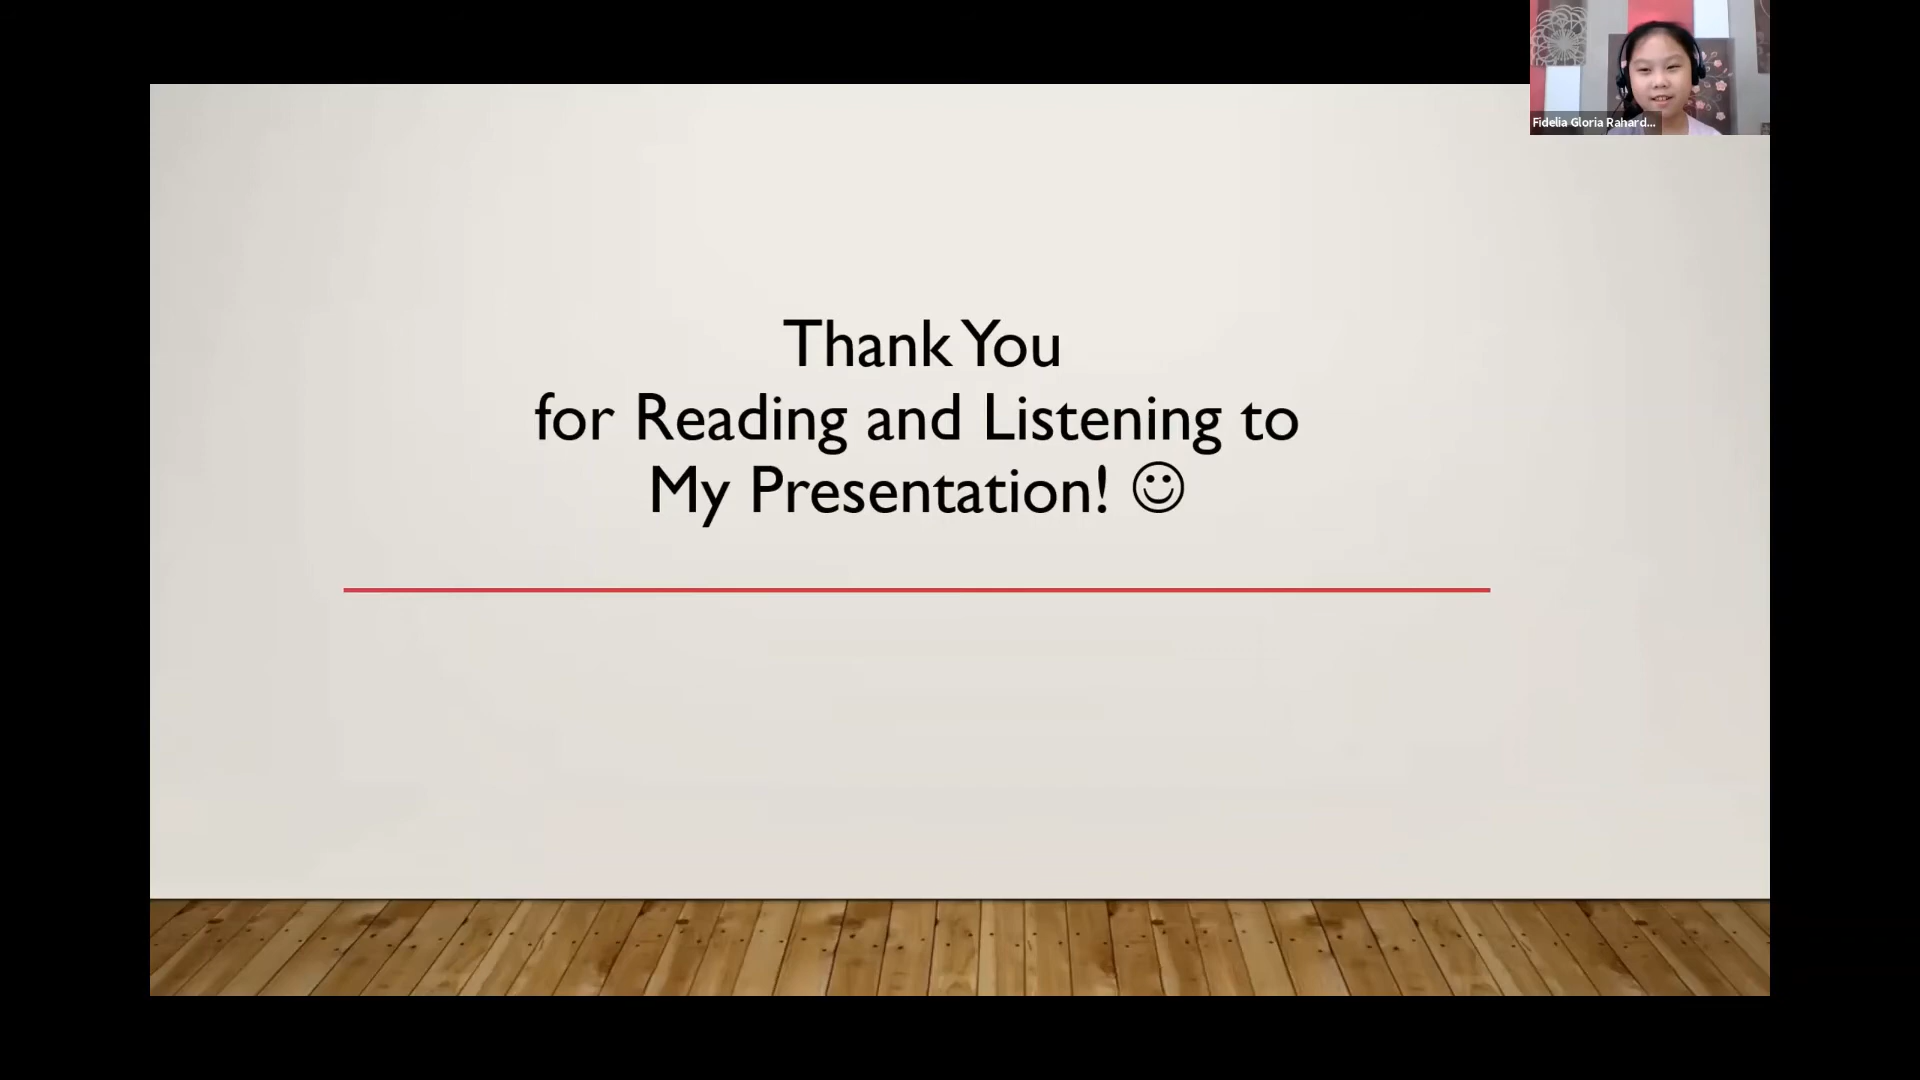 Fidelia Gloria Rahard...
Thank You
for Reading and Listening to
My Presentation! ☺